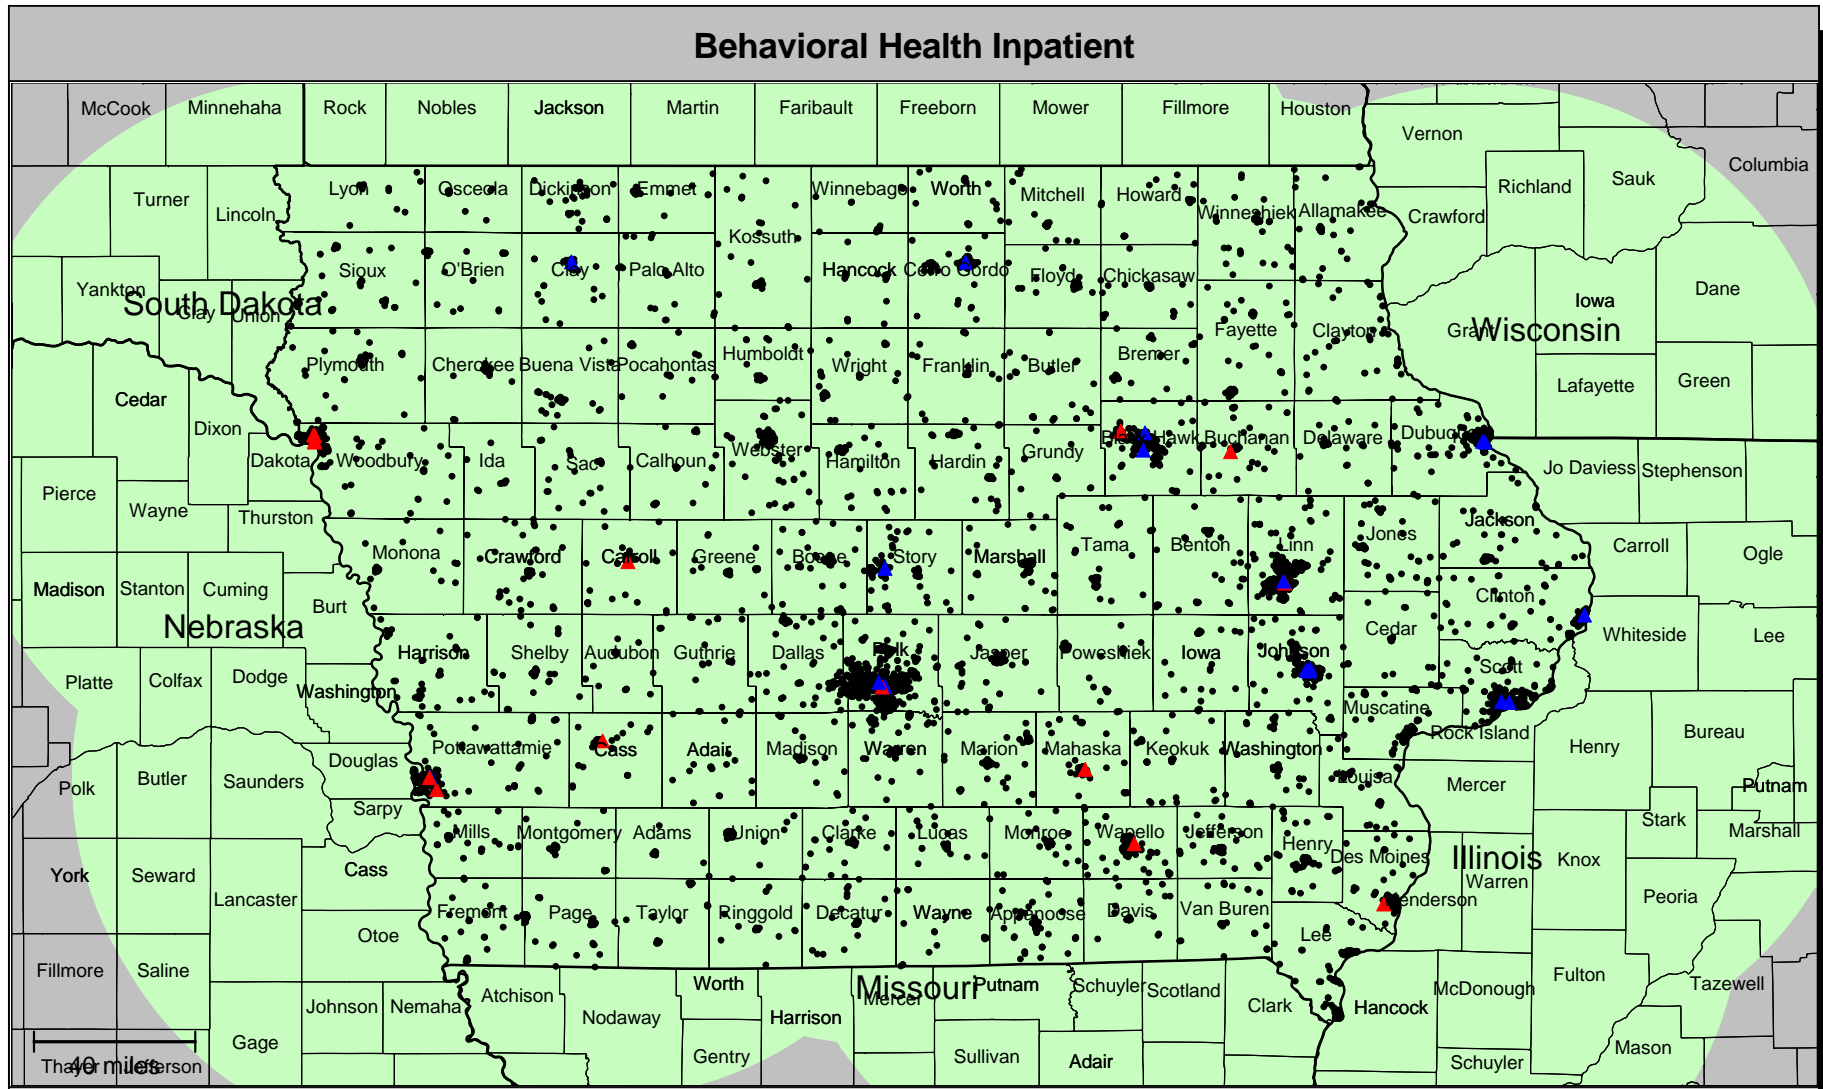 Behavioral Health Inpatient
McCook Minnehaha Rock Nobles Jackson Martin Faribault Freeborn Mower Fillmore Houston
Vernon
Columbia
Turner Lincoln Lyon Osceola Dickinson Emmet Winnebago Worth Mitchell Howard Winneshiek Allamakee Crawford Richland Sauk
Kossuth
Yankton Clay Union Sioux O'Brien Clay Palo Alto Hancock Cerro Gordo Floyd Chickasaw Iowa Dane
South Dakota
Wisconsin
Fayette Clayton Grant
Plymouth Cherokee Buena Vista Pocahontas Humboldt Wright Franklin Butler Bremer Lafayette Green
Cedar
Dixon
Dakota Woodbury Ida Sac Calhoun Webster Hamilton Hardin Grundy Black Hawk Buchanan Delaware Dubuque Jo Daviess Stephenson
Pierce
Wayne Thurston
Monona Crawford Carroll Greene Boone Story Marshall Tama Benton Linn Jones Jackson Carroll Ogle
Madison Stanton Cuming Burt Clinton
Nebraska
Harrison Shelby Audubon Guthrie Dallas Polk Jasper Poweshiek Iowa Johnson Cedar Scott Whiteside Lee
Platte Colfax Dodge Washington
Muscatine Rock Island
Douglas Pottawattamie Cass Adair Madison Warren Marion Mahaska Keokuk Washington Louisa Henry Bureau
Polk Butler Saunders Sarpy Mercer Putnam
Mills Montgomery Adams Union Clarke Lucas Monroe Wapello Jefferson Henry Des Moines Stark Marshall
Illinois
York Seward Cass Warren Knox
Lancaster Fremont Page Taylor Ringgold Decatur Wayne Appanoose Davis Van Buren Lee Henderson Peoria
Otoe
Fillmore Saline
Missouri
Johnson Nemaha Atchison Nodaway Worth Harrison Mercer Putnam Schuyler Scotland Clark Hancock McDonough Fulton Tazewell
Gage Gentry Sullivan Adair Schuyler Mason
Thayer Jefferson
40 miles